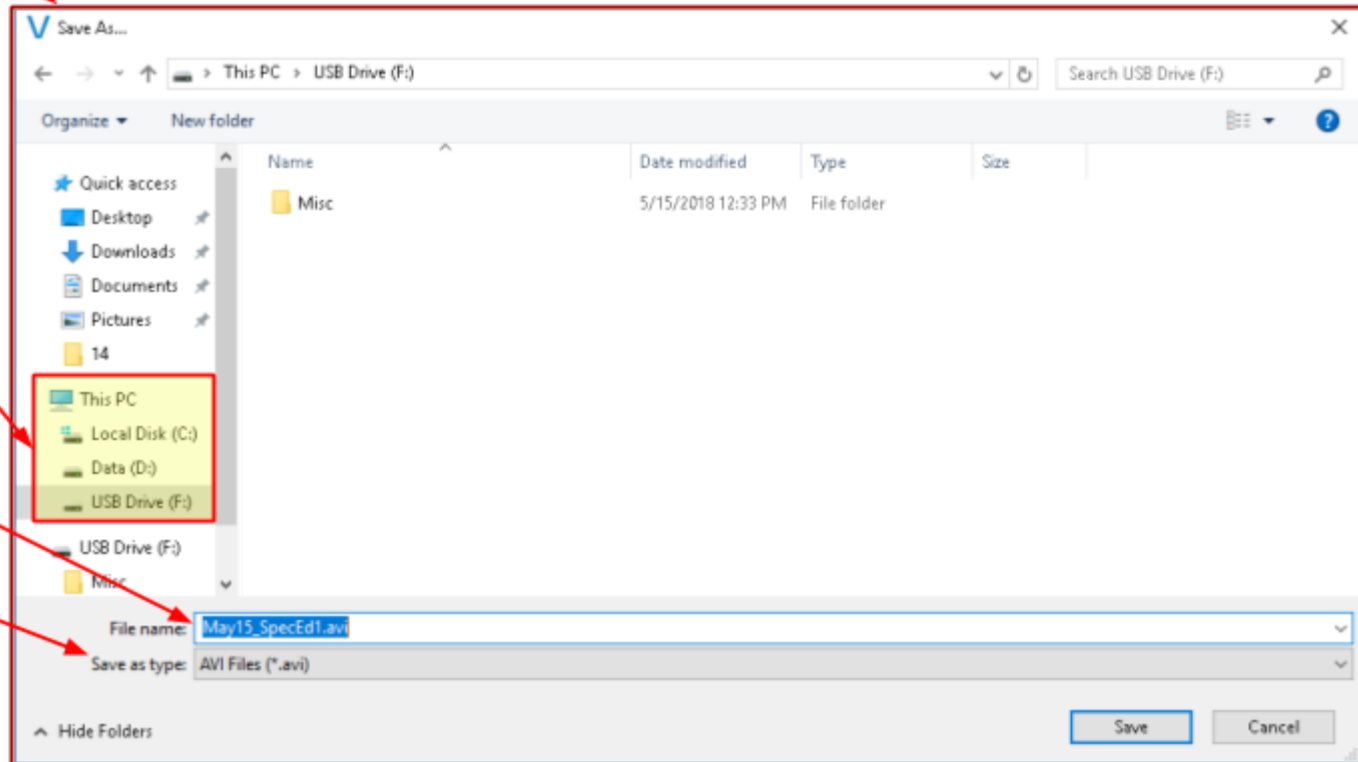 Save As...
This PC > USB Drive (F:)
Search USB Drive (F:)
Organize
New folder
Name
Date modified
Type
Size
Quick access
Desktop
Downloads
Documents
Pictures
14
This PC
Local Disk (C:)
Data (D:)
USB Drive (F:)
USB Drive (F:)
Misc
Misc
5/15/2018 12:33 PM
File folder
File name:
May15_SpecEd1.avi
Save as type:
AVI Files (*.avi)
Hide Folders
Save
Cancel